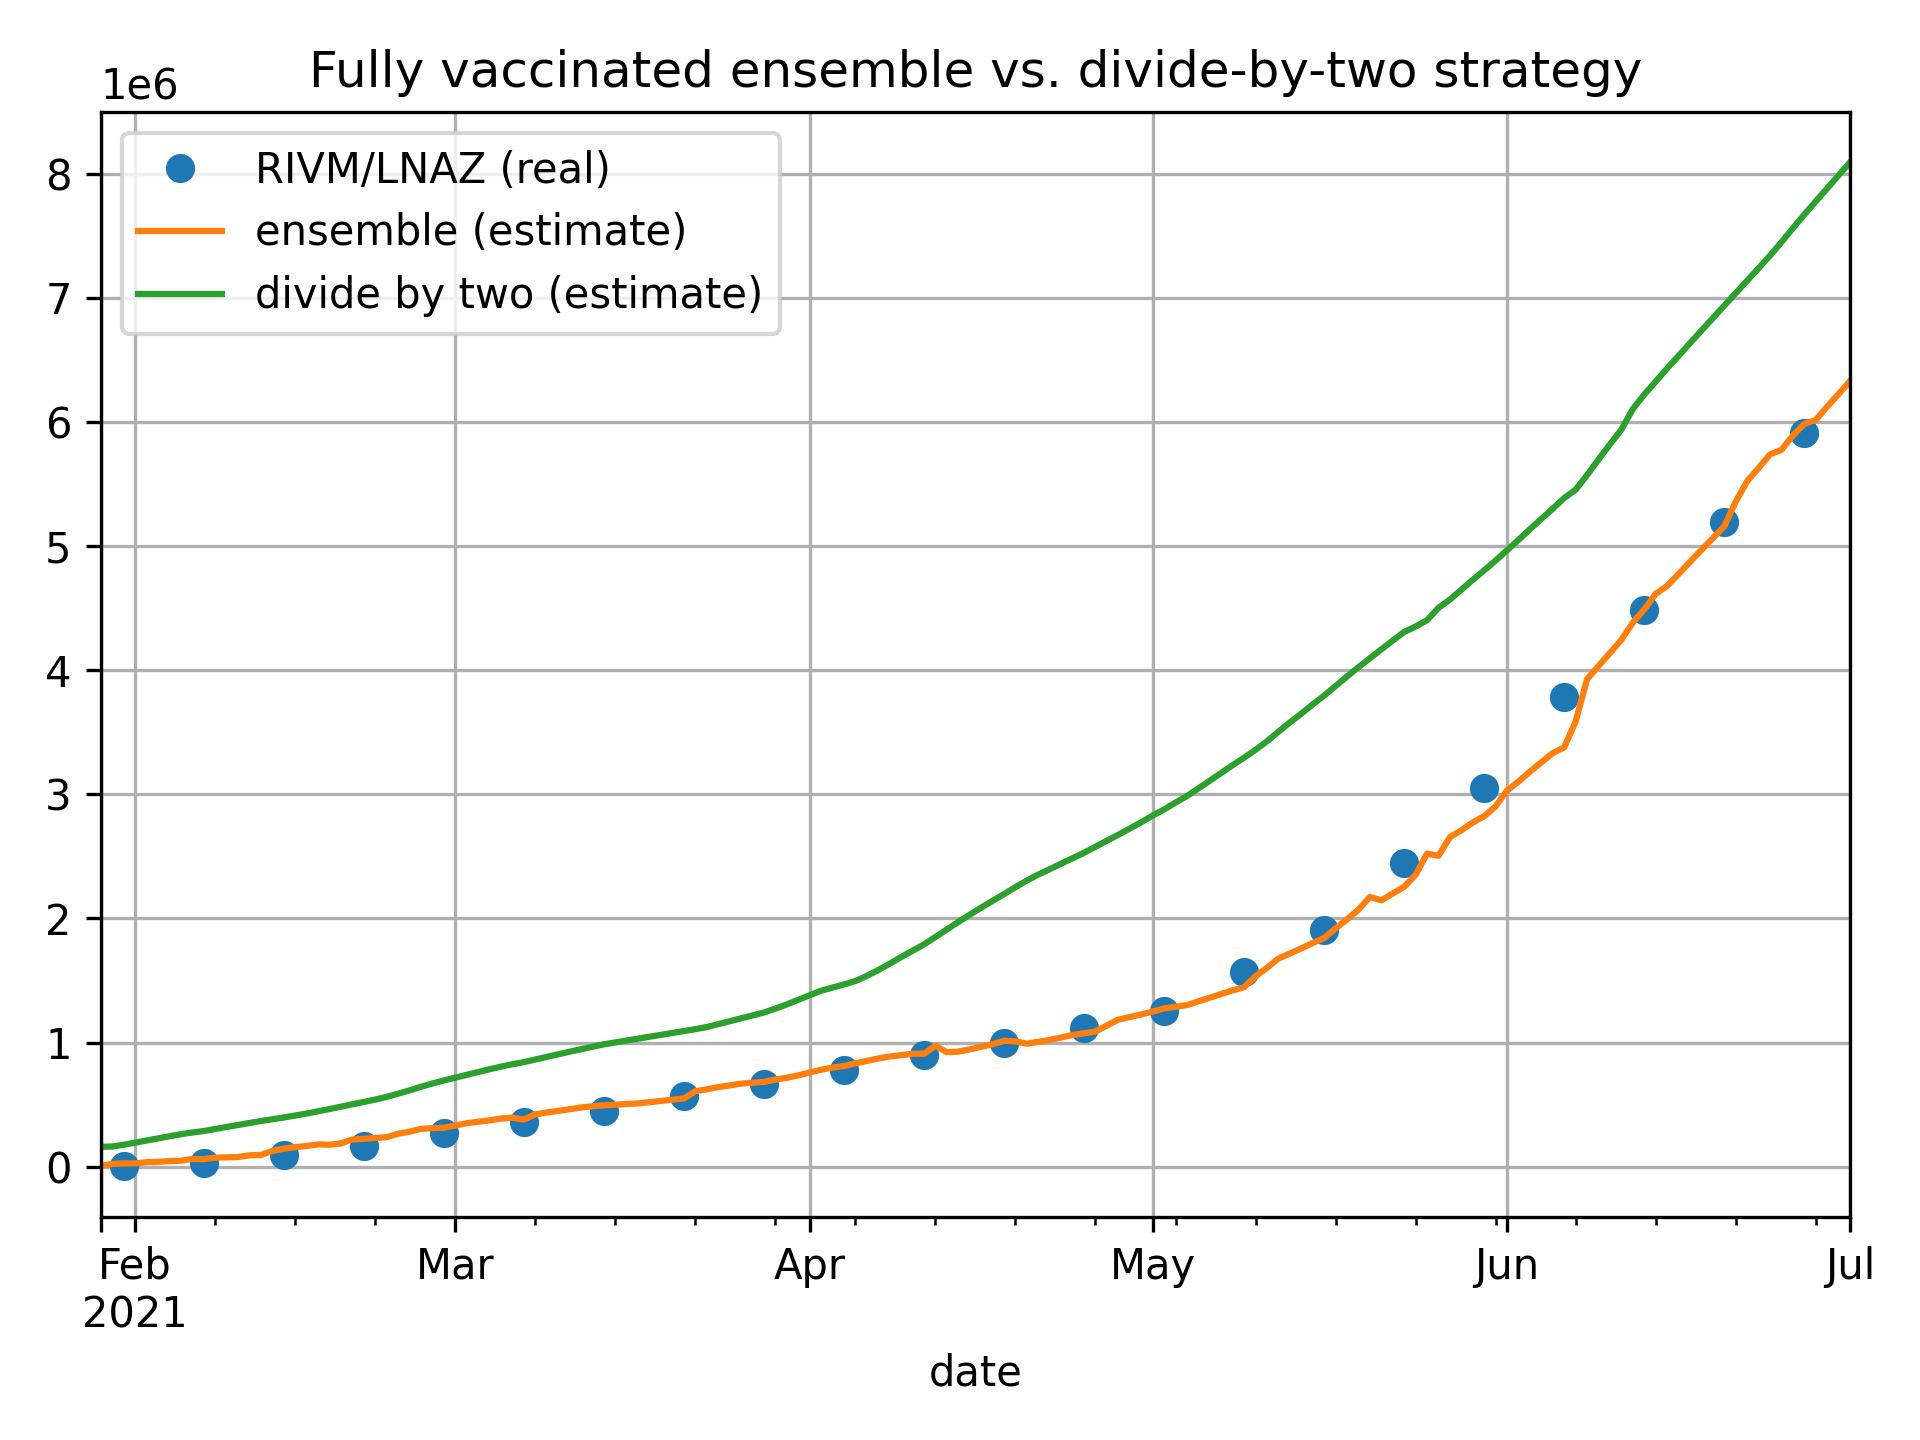 Fully vaccinated ensemble vs. divide-by-two strategy
1e6
RIVM/LNAZ (real)
ensemble (estimate)
divide by two (estimate)
8
7
6
5
4
3
2
1
0
Feb Mar Apr May Jun Jul
2021
date